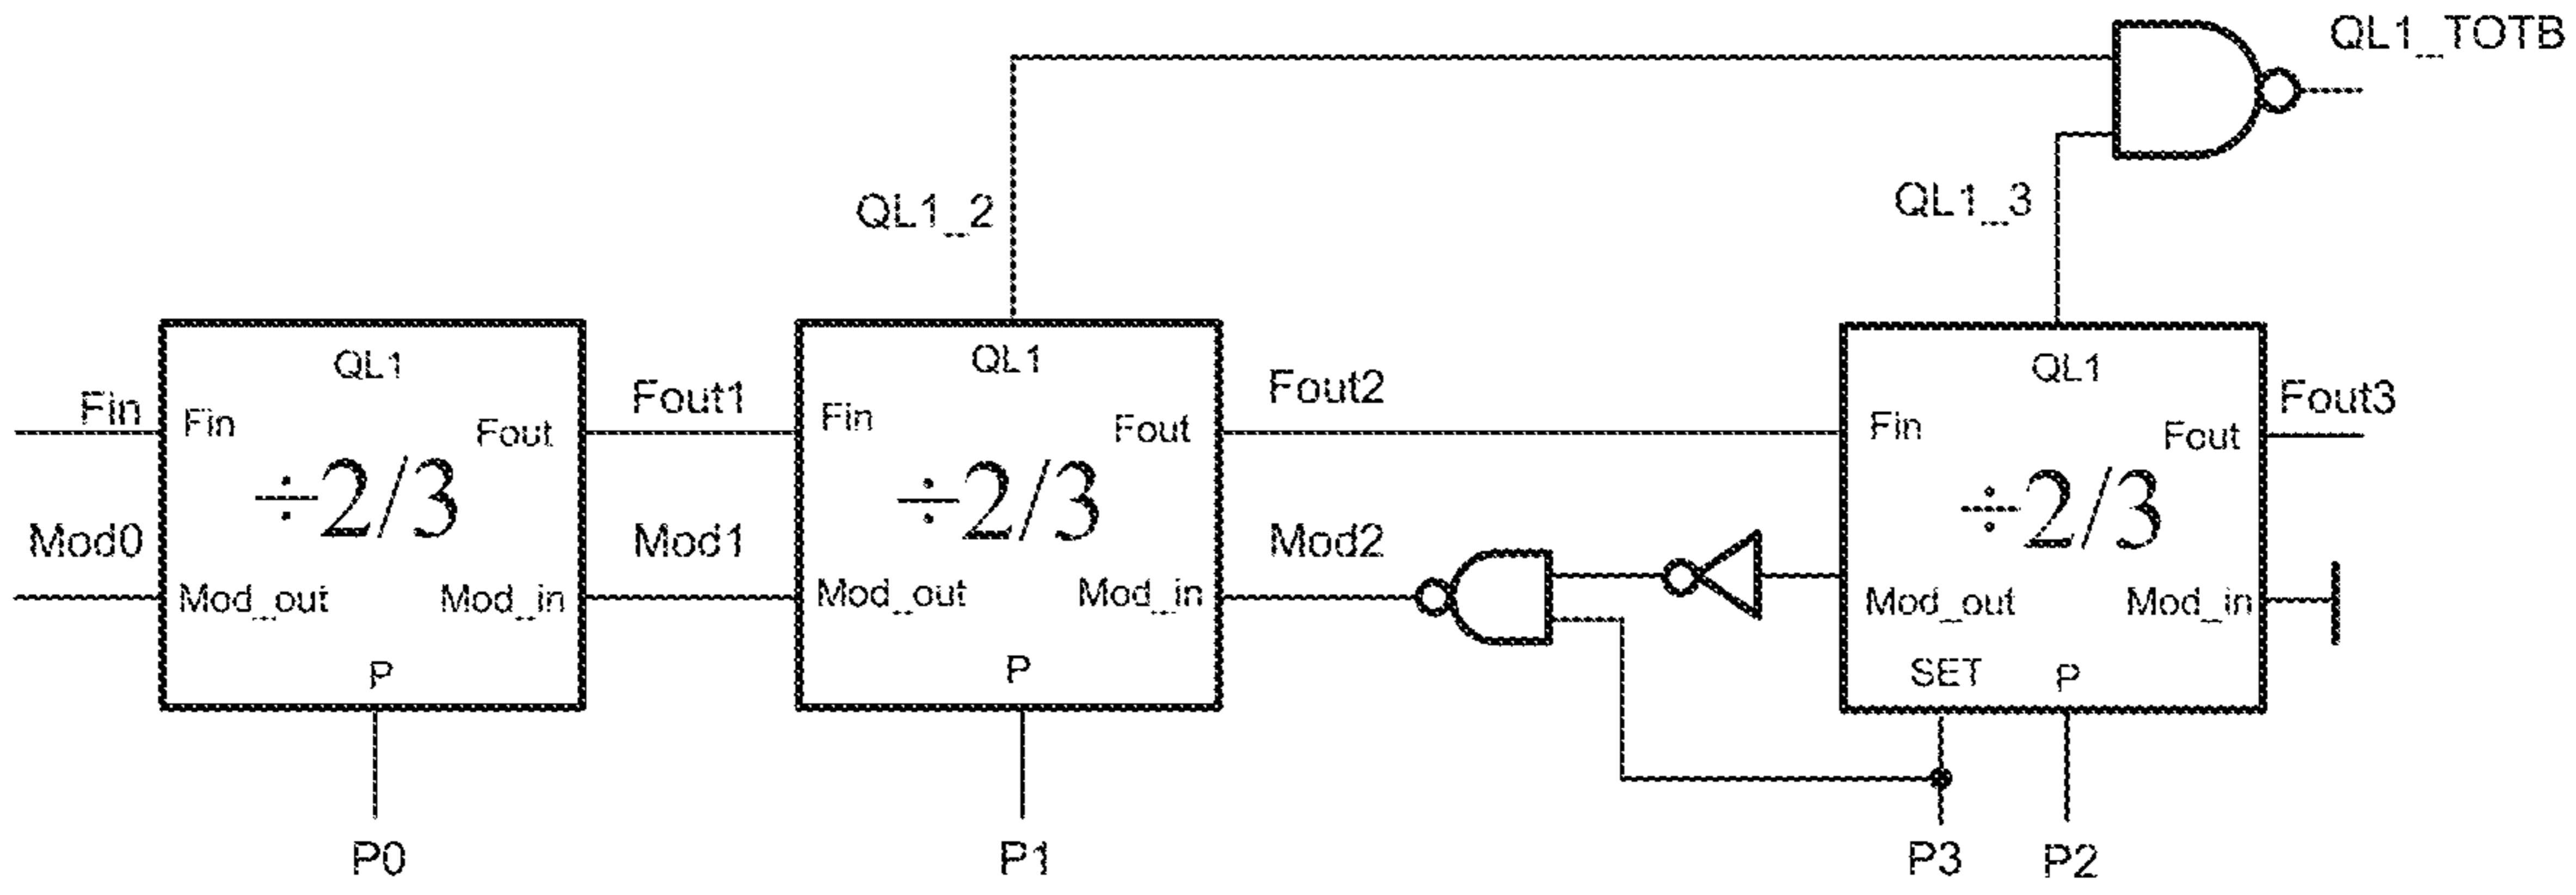 QL1_TOTB
QL1_2
QL1_3
QL1
QL1
QL1
Fin
Fin
Fout
Fout1
Fin
Fout
Fout2
Fin
Fout
Fout3
÷2/3
÷2/3
÷2/3
Mod0
Mod_out
Mod_in
Mod1
Mod_out
Mod_in
Mod2
Mod_out
Mod_in
P
P
SET
P
P0
P1
P3
P2